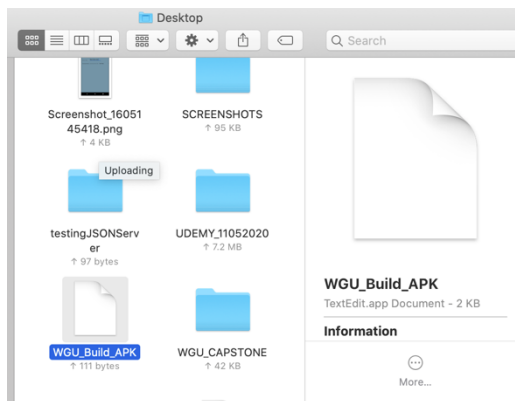 Desktop
Search
Screenshot_16051
45418.png
↑ 4 KB
SCREENSHOTS
↑ 95 KB
Uploading
testingJSONServ
er
↑ 97 bytes
UDEMY_11052020
↑ 7.2 MB
WGU_Build_APK
↑ 111 bytes
WGU_CAPSTONE
↑ 42 KB
WGU_Build_APK
TextEdit.app Document - 2 KB
Information
More...